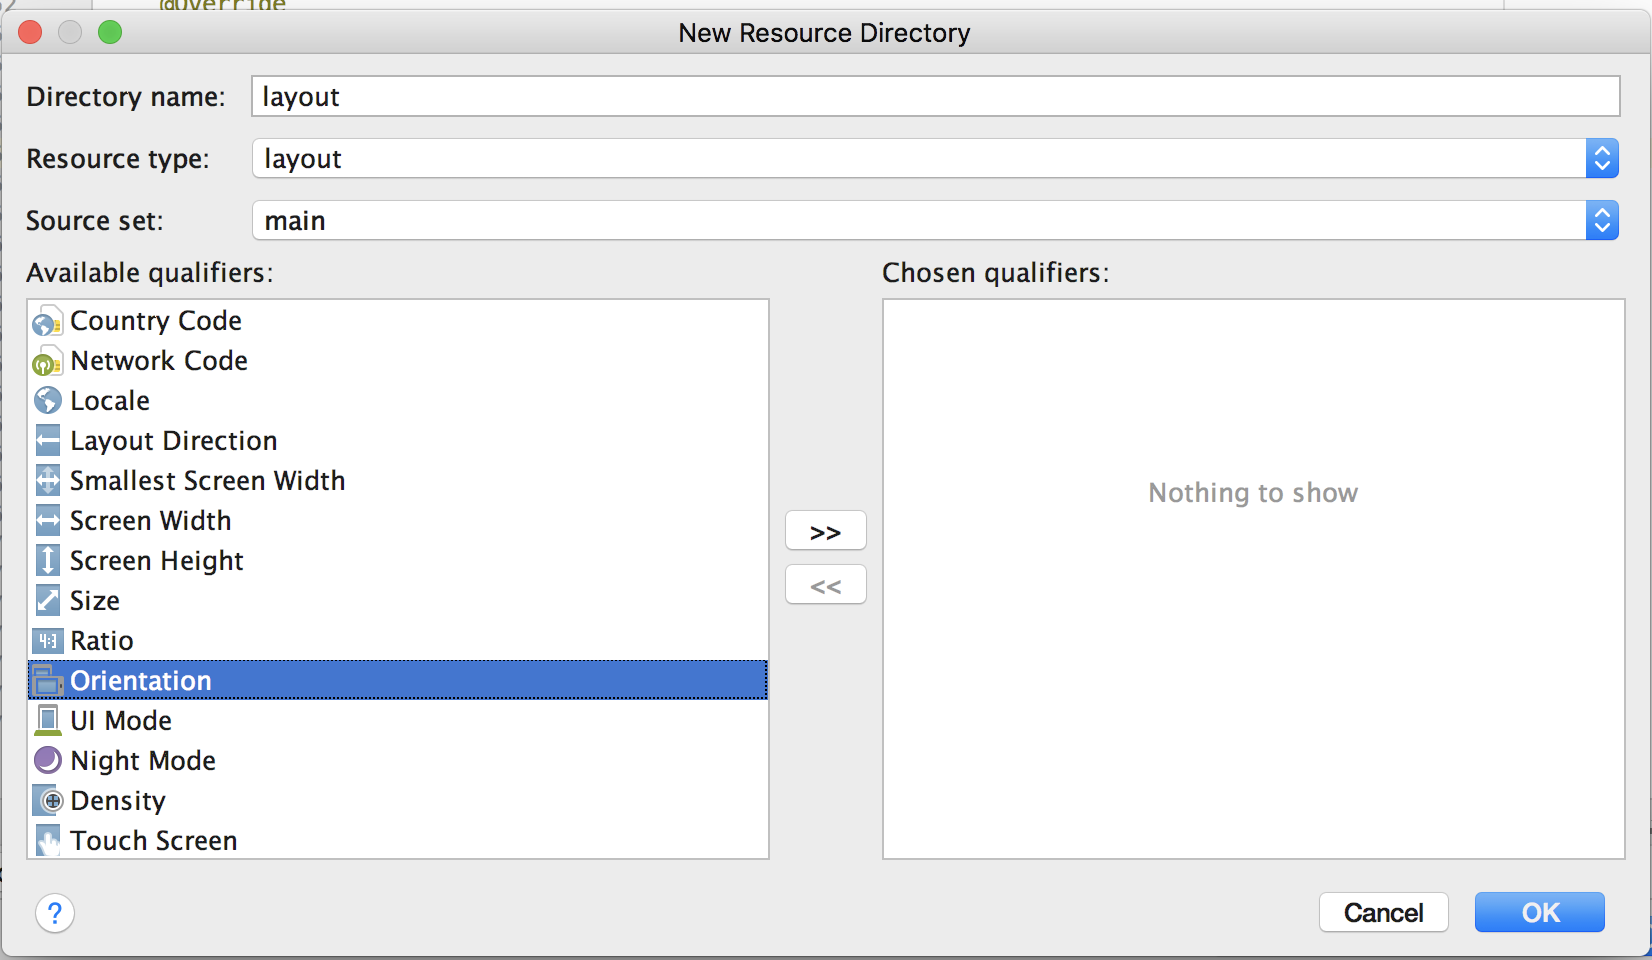 @Override
New Resource Directory
Directory name: layout
Resource type: layout
Source set: main
Available qualifiers:
Chosen qualifiers:
Country Code
Network Code
Locale
Layout Direction
Smallest Screen Width
Screen Width
Screen Height
Size
4:3 Ratio
Orientation
UI Mode
Night Mode
Density
Touch Screen
>>
<<
Nothing to show
?
Cancel
OK